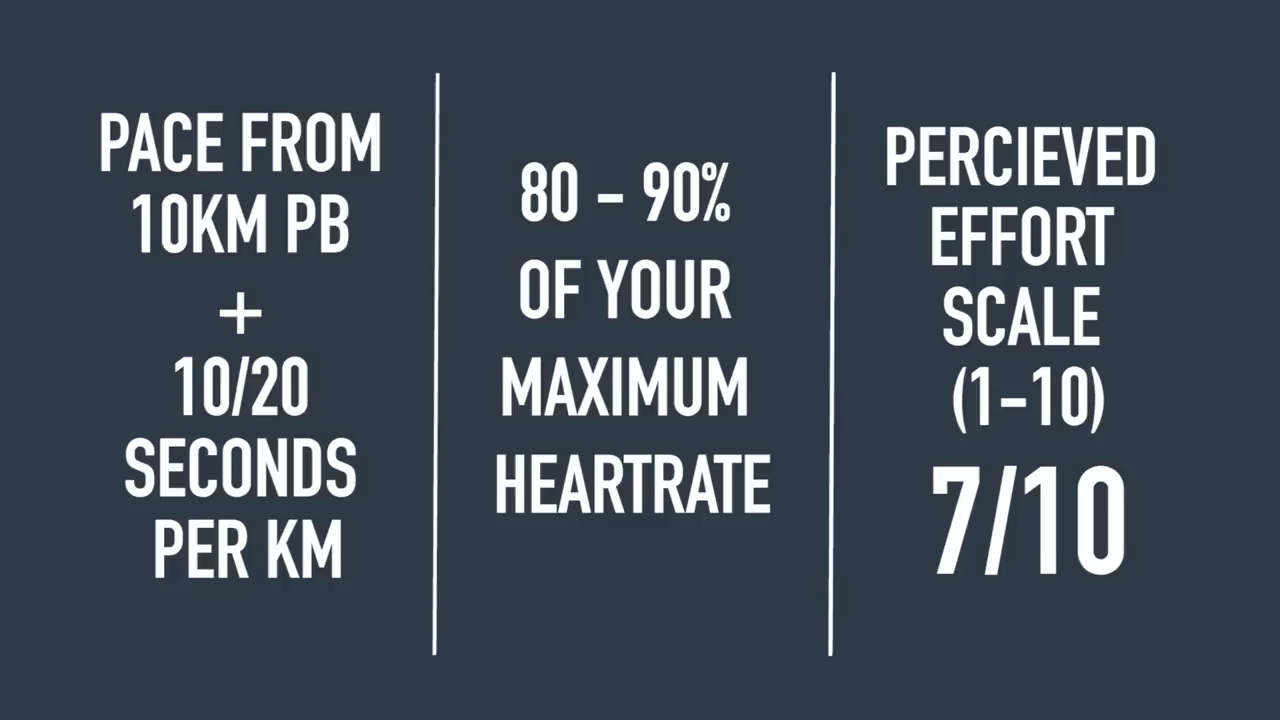 PACE FROM
10KM PB
+
10/20
SECONDS
PER KM
80 - 90%
OF YOUR
MAXIMUM
HEARTRATE
PERCIEVED
EFFORT
SCALE
(1-10)
7/10